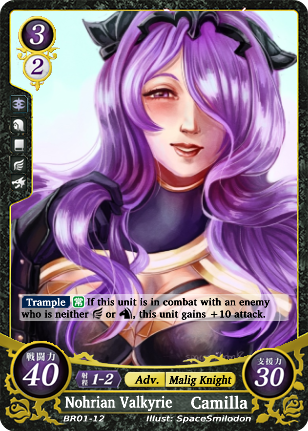 3
2
Trample 常 If this unit is in combat with an enemy
who is neither or , this unit gains +10 attack.
戦闘力
40
射程 1-2
Adv. Malig Knight
支援力
30
Nohrian Valkyrie Camilla
BR01-12 Illust: SpaceSmilodon